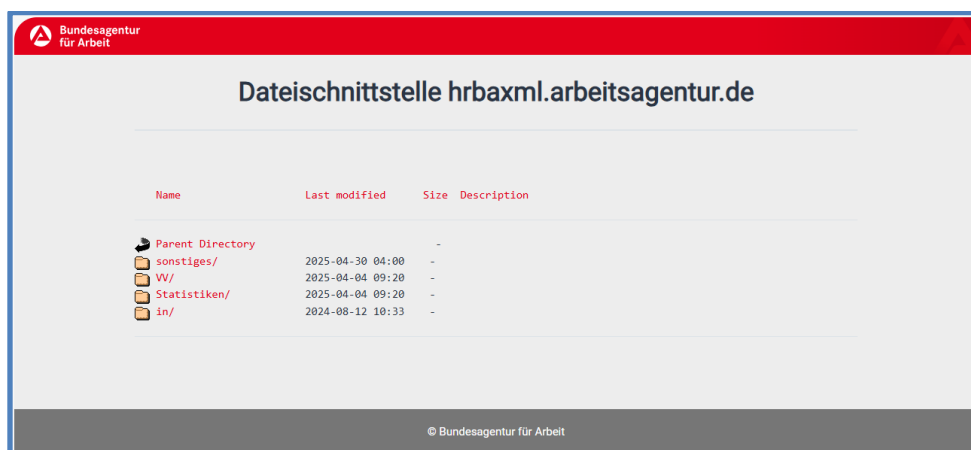 Bundesagentur
für Arbeit
Dateischnittstelle hrbaxml.arbeitsagentur.de
Name Last modified Size Description
Parent Directory -
sonstiges/ 2025-04-30 04:00 -
VV/ 2025-04-04 09:20 -
Statistiken/ 2025-04-04 09:20 -
in/ 2024-08-12 10:33 -
© Bundesagentur für Arbeit